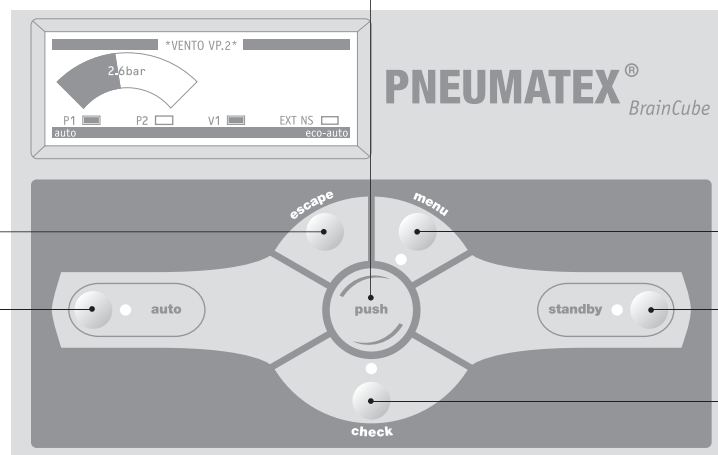 *VENTO VP.2*
2.6bar
P1 P2 V1 EXT NS
auto eco-auto
PNEUMATEX®
BrainCube
escape menu
auto push standby
check